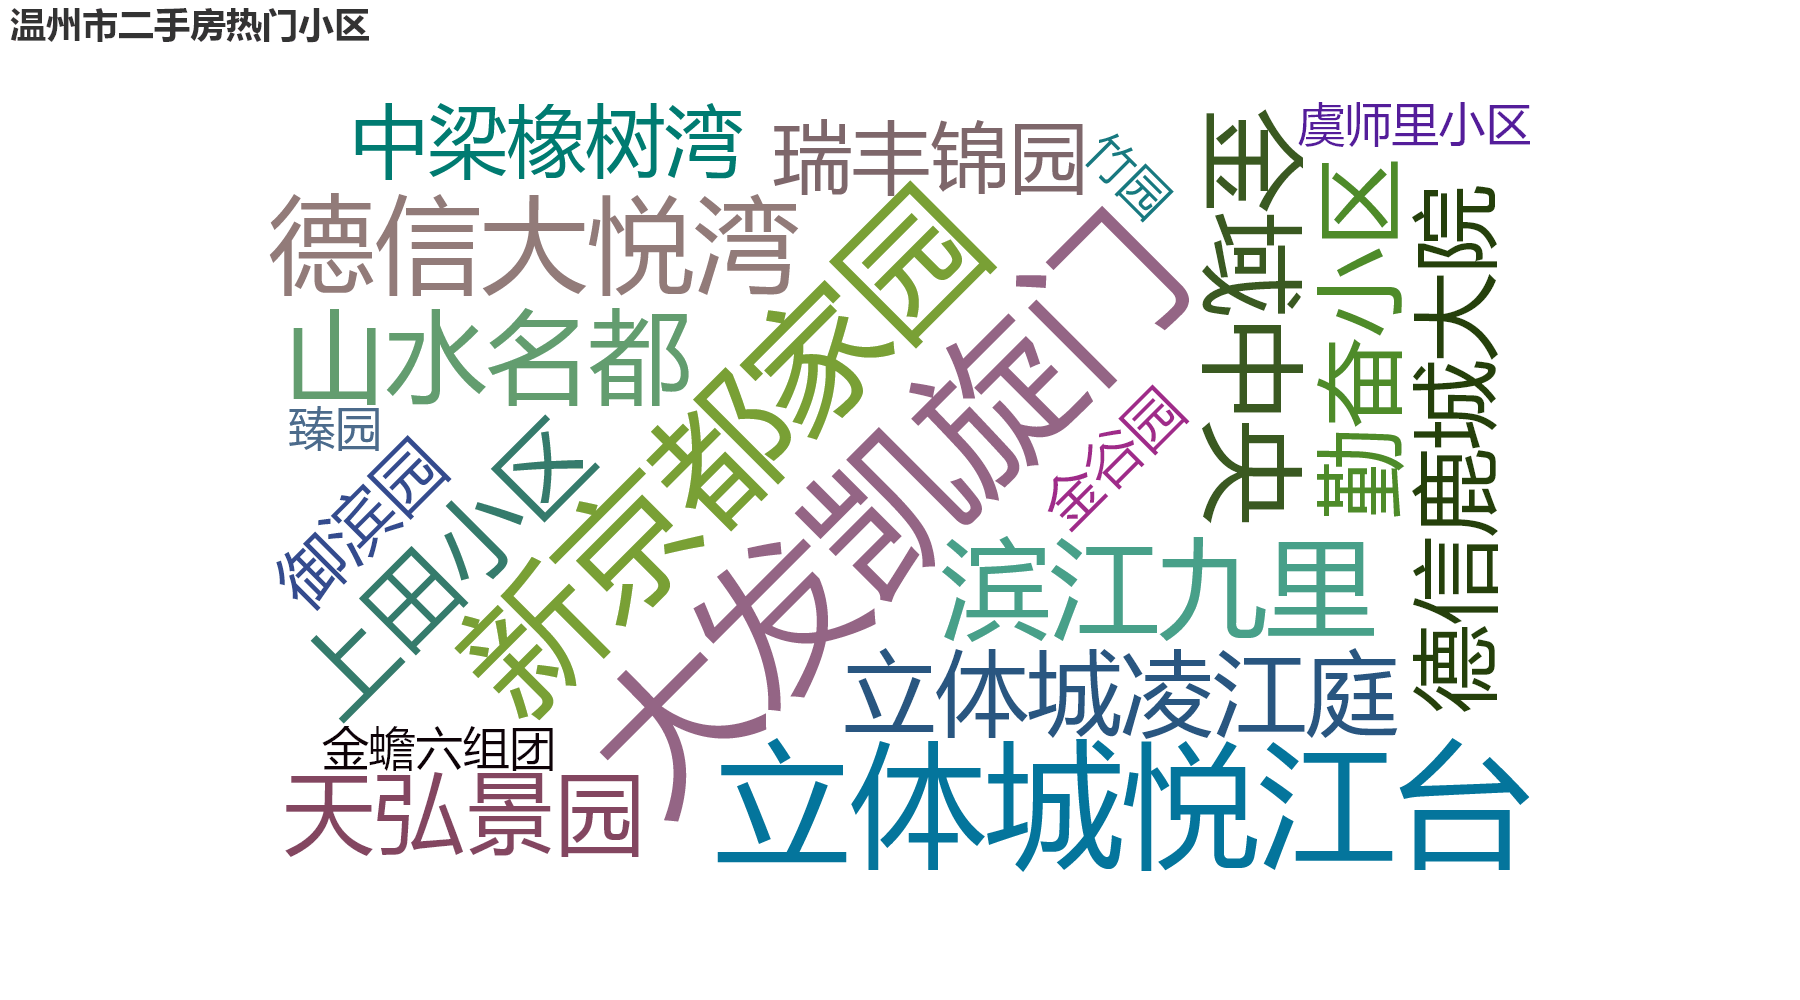 温州市二手房热门小区
中梁橡树湾
瑞丰锦园
竹园
虞师里小区
德信大悦湾
新京都家园
大发凯旋门
金域中央
勤奋小区
德信鹿城大院
山水名都
臻园
御滨园
上田小区
金谷园
滨江九里
立体城凌江庭
金蟾六组团
天弘景园
立体城悦江台